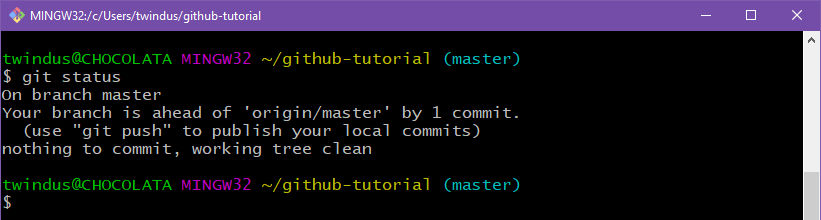 MINGW32:/c/Users/twindus/github-tutorial
twindus@CHOCOLATA MINGW32 ~/github-tutorial (master)
$ git status
On branch master
Your branch is ahead of 'origin/master' by 1 commit.
  (use "git push" to publish your local commits)
nothing to commit, working tree clean
twindus@CHOCOLATA MINGW32 ~/github-tutorial (master)
$